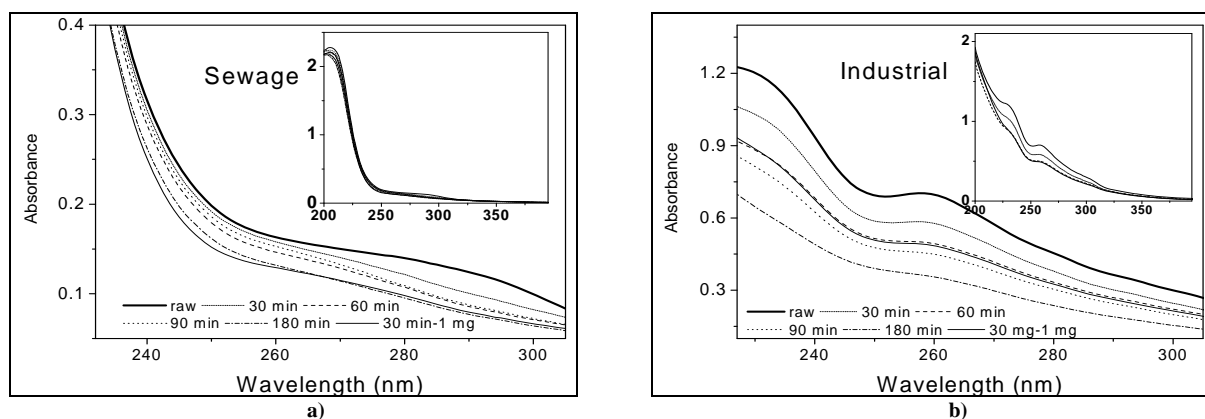 0.4
0.3
0.2
0.1
Absorbance
Sewage
2
1
0
200 250 300 350
raw 30 min 60 min
90 min 180 min 30 min-1 mg
240 260 280 300
Wavelength (nm)
a)
1.2
0.9
0.6
0.3
Absorbance
Industrial
2
1
0
200 250 300 350
raw 30 min 60 min
90 min 180 min 30 mg-1 mg
240 260 280 300
Wavelength (nm)
b)